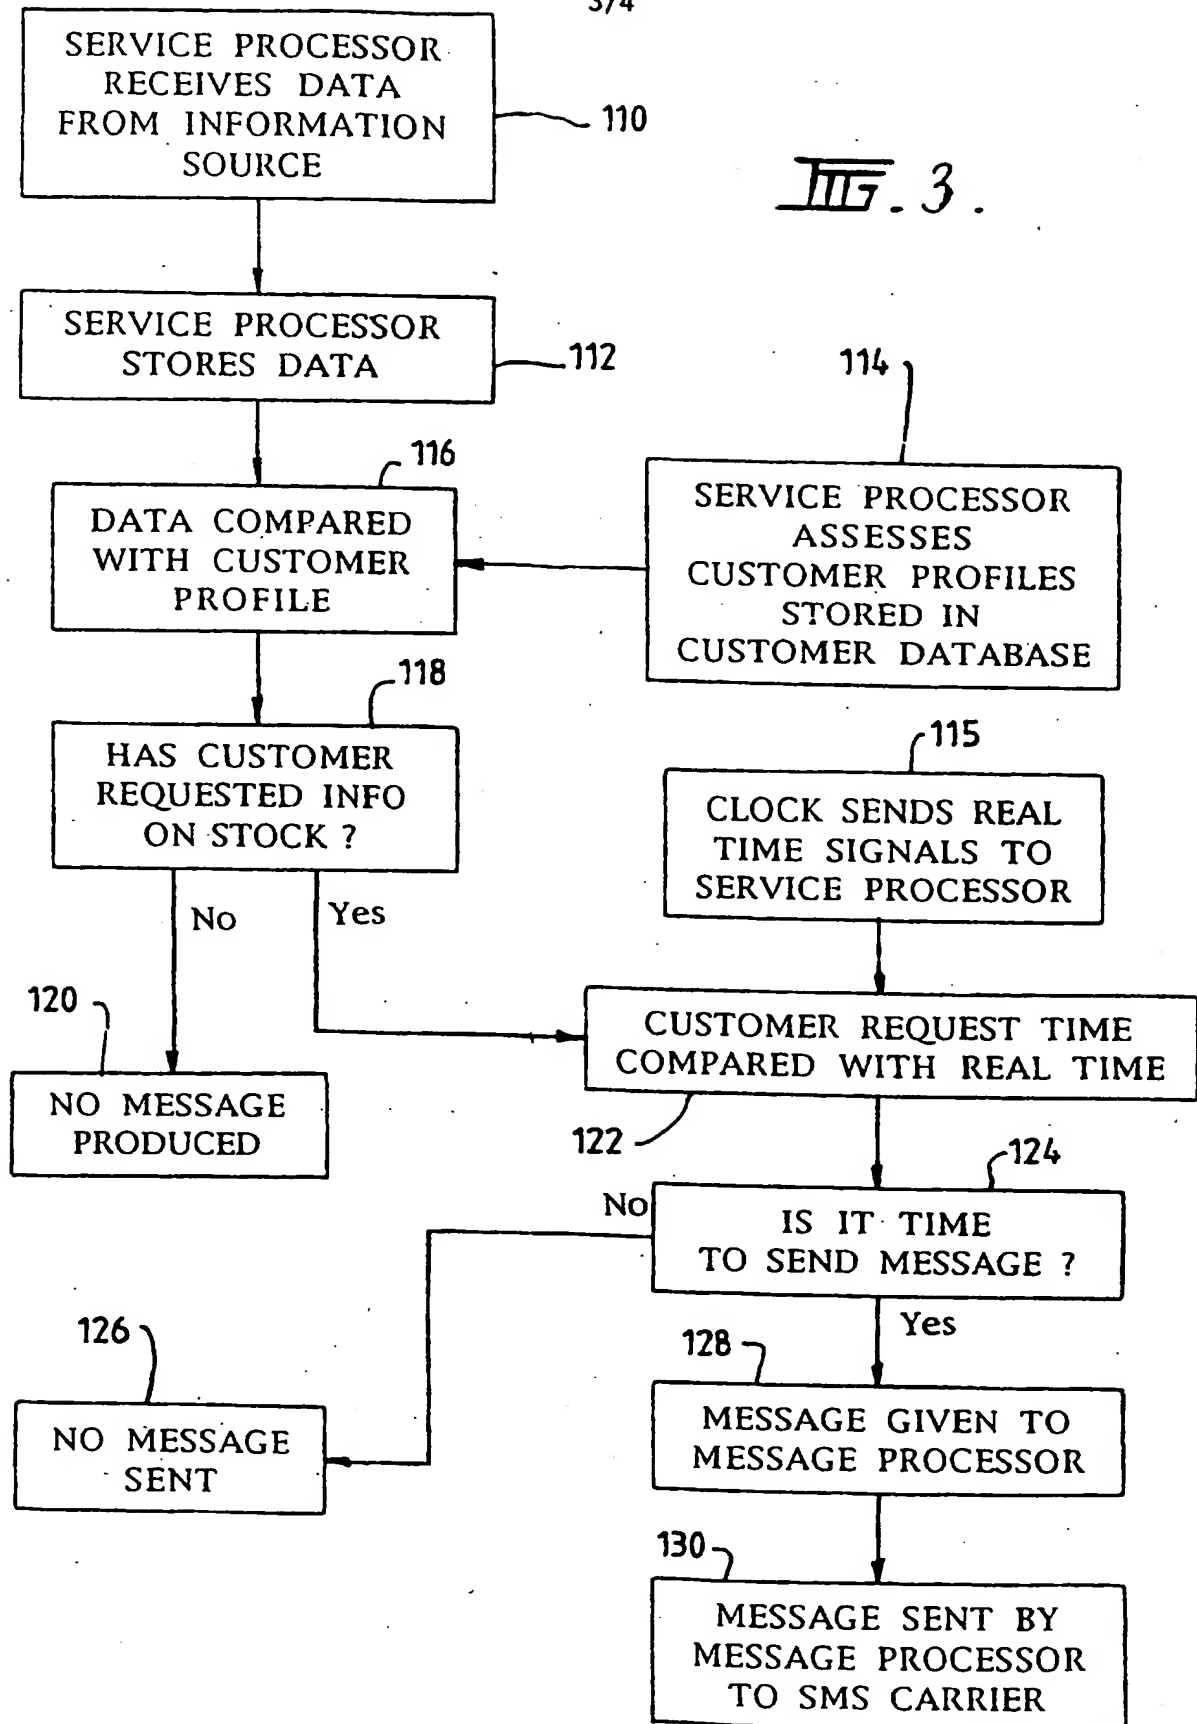 3/4
SERVICE PROCESSOR
RECEIVES DATA
FROM INFORMATION
SOURCE
110
FIG. 3.
SERVICE PROCESSOR
STORES DATA
112
114
116
DATA COMPARED
WITH CUSTOMER
PROFILE
SERVICE PROCESSOR
ASSESSES
CUSTOMER PROFILES
STORED IN
CUSTOMER DATABASE
118
HAS CUSTOMER
REQUESTED INFO
ON STOCK ?
115
CLOCK SENDS REAL
TIME SIGNALS TO
SERVICE PROCESSOR
No
Yes
120
NO MESSAGE
PRODUCED
CUSTOMER REQUEST TIME
COMPARED WITH REAL TIME
122
124
No
IS IT TIME
TO SEND MESSAGE ?
Yes
126
NO MESSAGE
SENT
128
MESSAGE GIVEN TO
MESSAGE PROCESSOR
130
MESSAGE SENT BY
MESSAGE PROCESSOR
TO SMS CARRIER